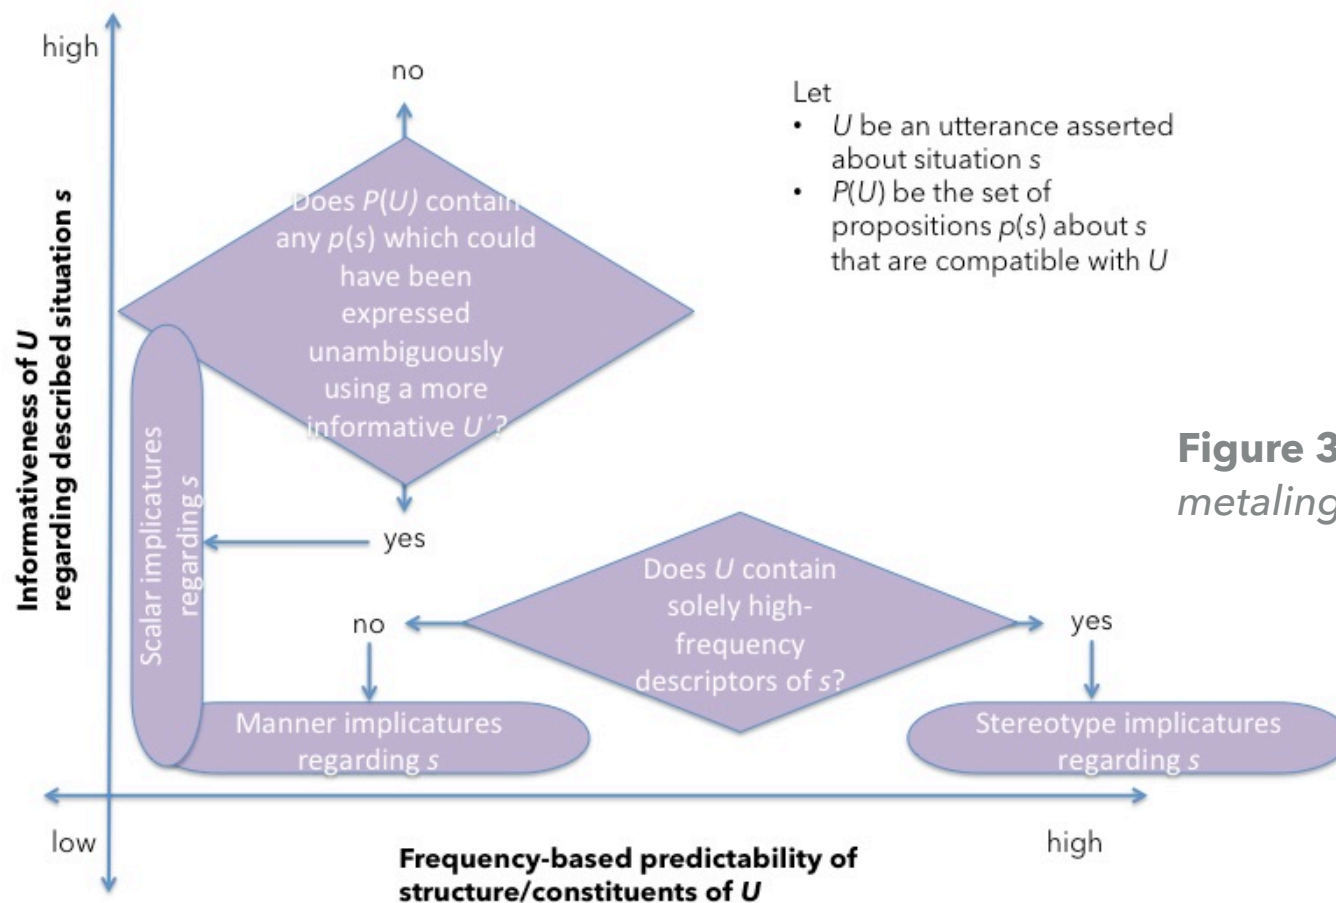 high
no
Let
• U be an utterance asserted
about situation s
• P(U) be the set of
propositions p(s) about s
that are compatible with U
Does P(U) contain
any p(s) which could
have been
expressed
unambiguously
using a more
informative U′?
Informativeness of U
regarding described situation s
Scalar implicatures
regarding s
yes
Figure 3
metaling
Does U contain
solely high-
frequency
descriptors of s?
no
yes
Manner implicatures
regarding s
Stereotype implicatures
regarding s
low
high
Frequency-based predictability of
structure/constituents of U